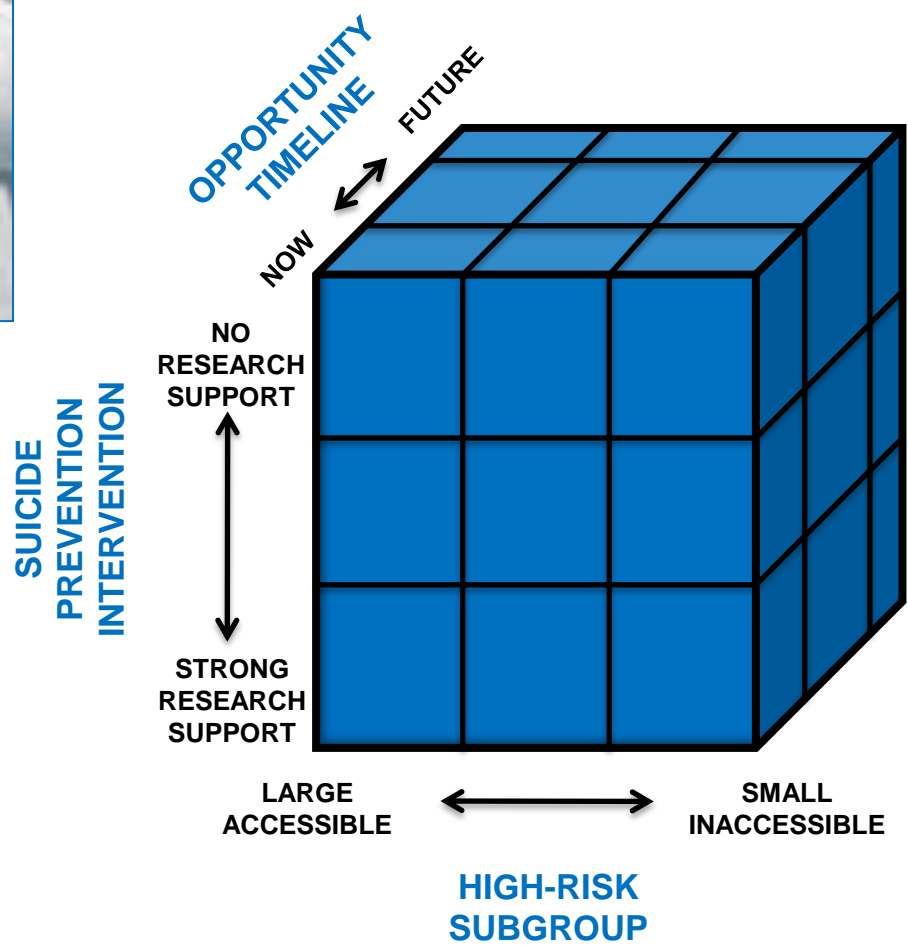 OPPORTUNITY
TIMELINE
FUTURE
NOW
NO
RESEARCH
SUPPORT
SUICIDE
PREVENTION
INTERVENTION
STRONG
RESEARCH
SUPPORT
LARGE
ACCESSIBLE
SMALL
INACCESSIBLE
HIGH-RISK
SUBGROUP